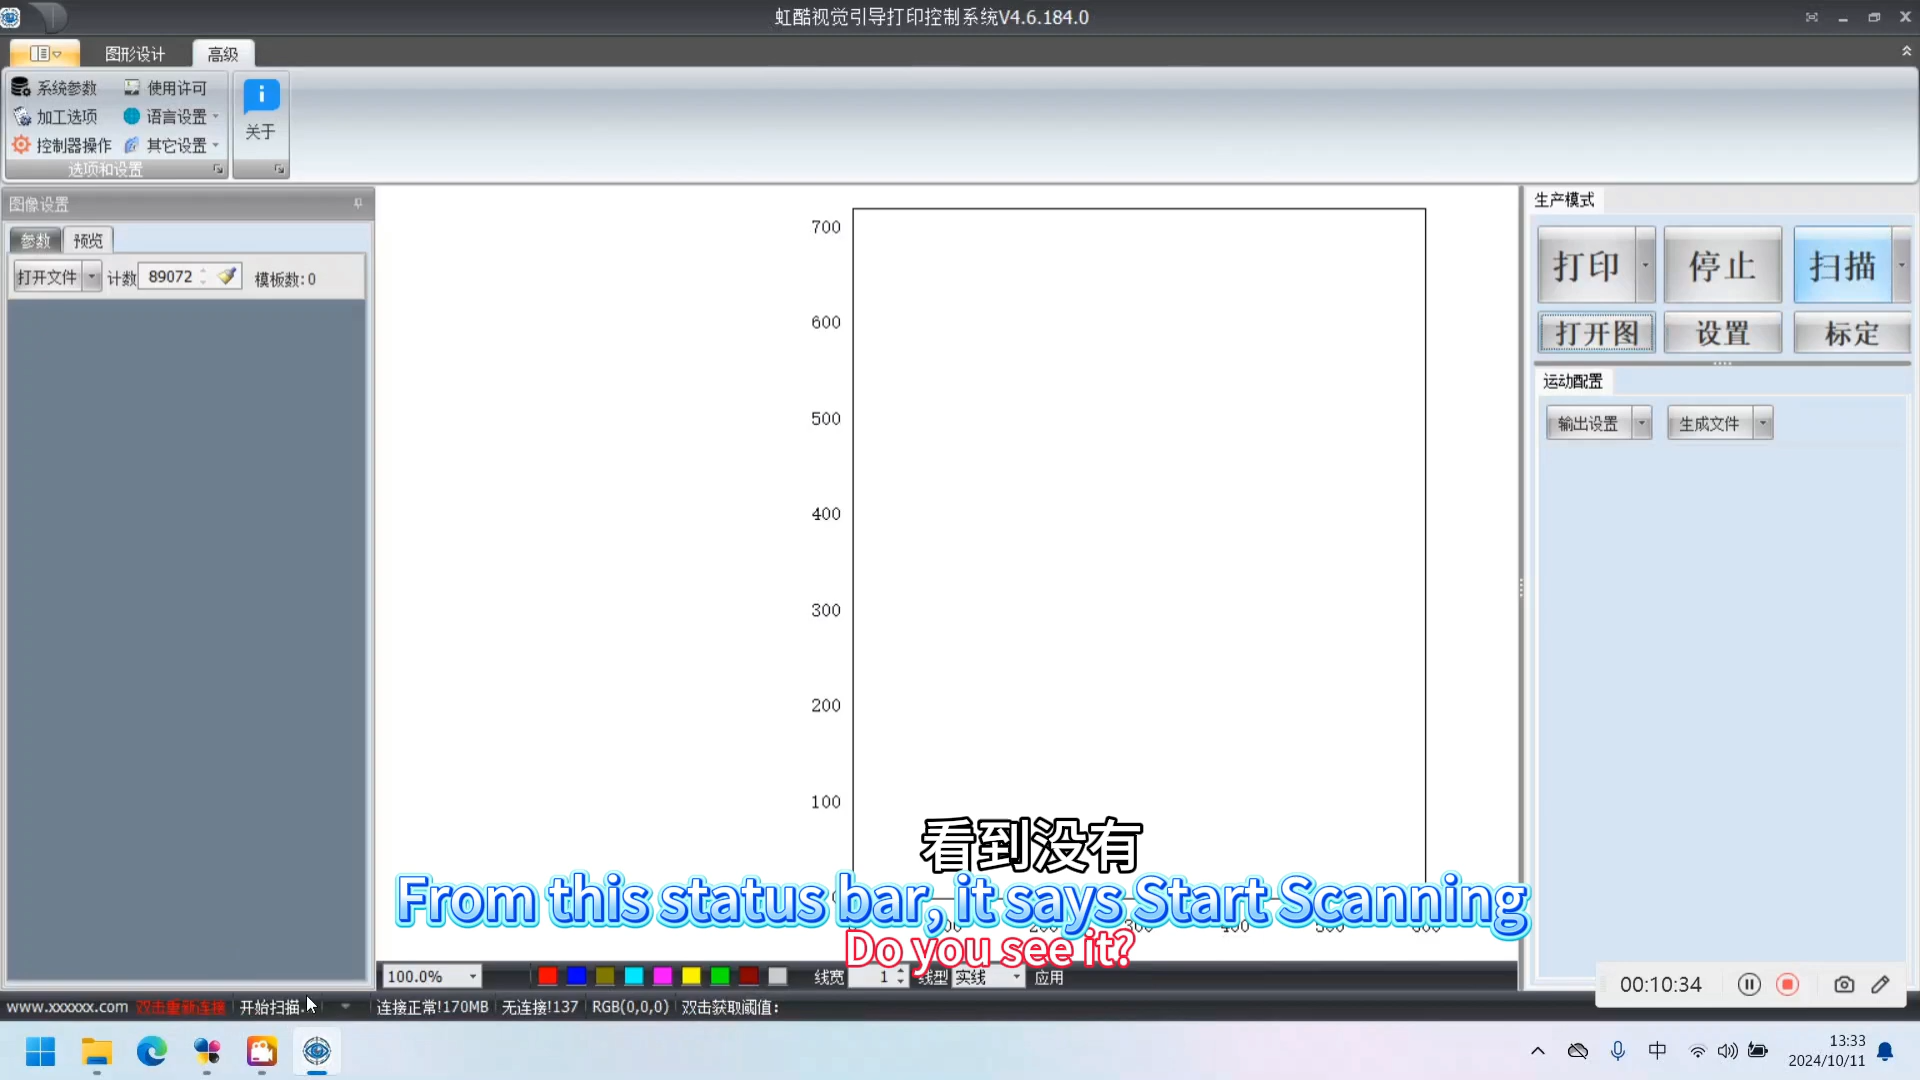 虹酷视觉引导打印控制系统V4.6.184.0
图形设计
高级
系统参数
使用许可
加工选项
语言设置
控制器操作
其它设置
选项和设置
关于
图像设置
参数
预览
打开文件
计数
89072
模板数:0
700
600
500
400
300
200
100
生产模式
打印
停止
扫描
打开图
设置
标定
运动配置
输出设置
生成文件
看到没有
From this status bar, it says Start Scanning
Do you see it?
100.0%
线宽
1
线型
实线
应用
00:10:34
www.xxxxxx.com
双击重新连接
开始扫描.
连接正常!170MB
无连接!137
RGB(0,0,0)
双击获取阈值:
中
13:33
2024/10/11